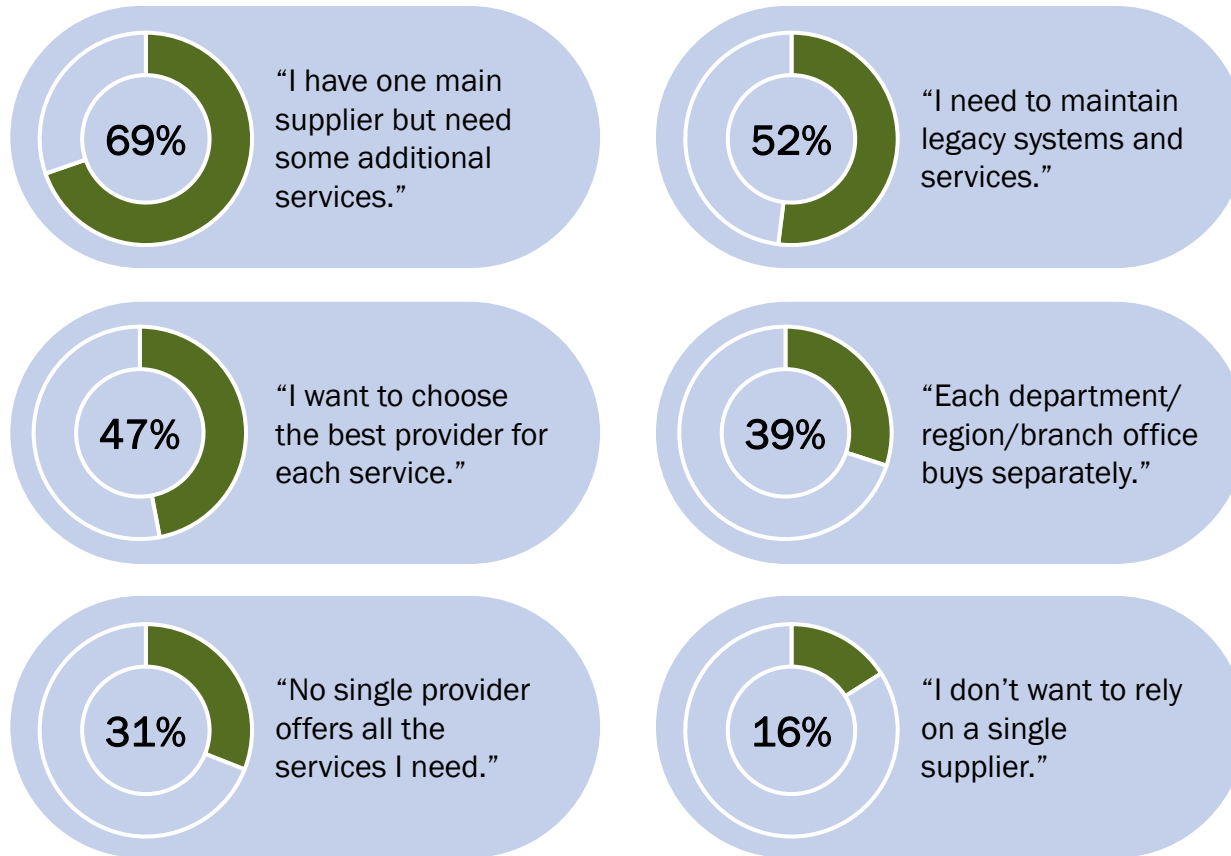 69%
“I have one main
supplier but need
some additional
services.”
52%
“I need to maintain
legacy systems and
services.”
47%
“I want to choose
the best provider for
each service.”
39%
“Each department/
region/branch office
buys separately.”
31%
“No single provider
offers all the
services I need.”
16%
“I don’t want to rely
on a single
supplier.”